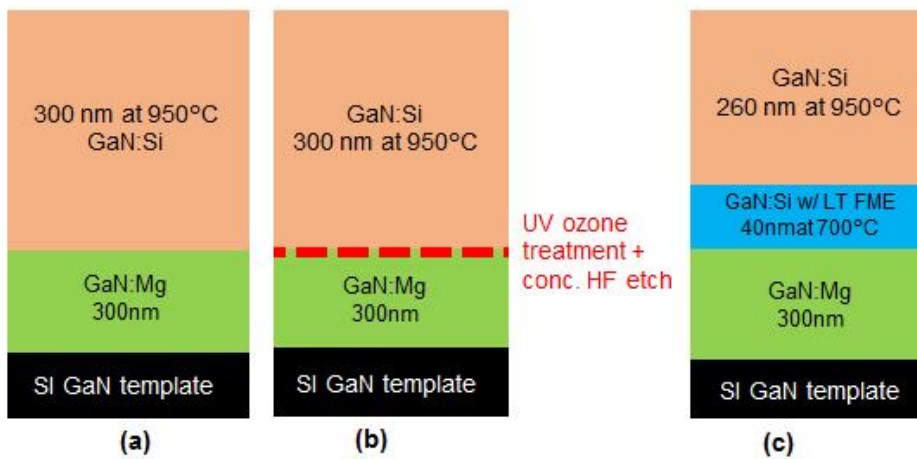 300 nm at 950°C
GaN:Si
GaN:Mg
300nm
SI GaN template
(a)
GaN:Si
300 nm at 950°C
UV ozone
treatment +
conc. HF etch
GaN:Mg
300nm
SI GaN template
(b)
GaN:Si
260 nm at 950°C
GaN:Si w/ LT FME
40nmat 700°C
GaN:Mg
300nm
SI GaN template
(c)